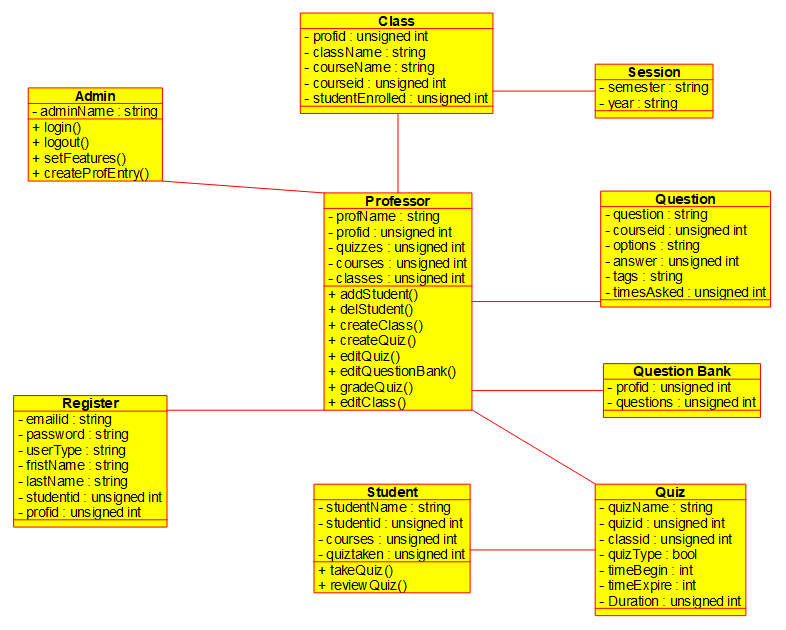 Class
- profid : unsigned int
- className : string
- courseName : string
- courseid : unsigned int
- studentEnrolled : unsigned int
Session
- semester : string
- year : string
Admin
- adminName : string
+ login()
+ logout()
+ setFeatures()
+ createProfEntry()
Professor
- profName : string
- profid : unsigned int
- quizzes : unsigned int
- courses : unsigned int
- classes : unsigned int
+ addStudent()
+ delStudent()
+ createClass()
+ createQuiz()
+ editQuiz()
+ editQuestionBank()
+ gradeQuiz()
+ editClass()
Question
- question : string
- courseid : unsigned int
- options : string
- answer : unsigned int
- tags : string
- timesAsked : unsigned int
Question Bank
- profid : unsigned int
- questions : unsigned int
Register
- emailid : string
- password : string
- userType : string
- fristName : string
- lastName : string
- studentid : unsigned int
- profid : unsigned int
Student
- studentName : string
- studentid : unsigned int
- courses : unsigned int
- quiztaken : unsigned int
+ takeQuiz()
+ reviewQuiz()
Quiz
- quizName : string
- quizid : unsigned int
- classid : unsigned int
- quizType : bool
- timeBegin : int
- timeExpire : int
- Duration : unsigned int